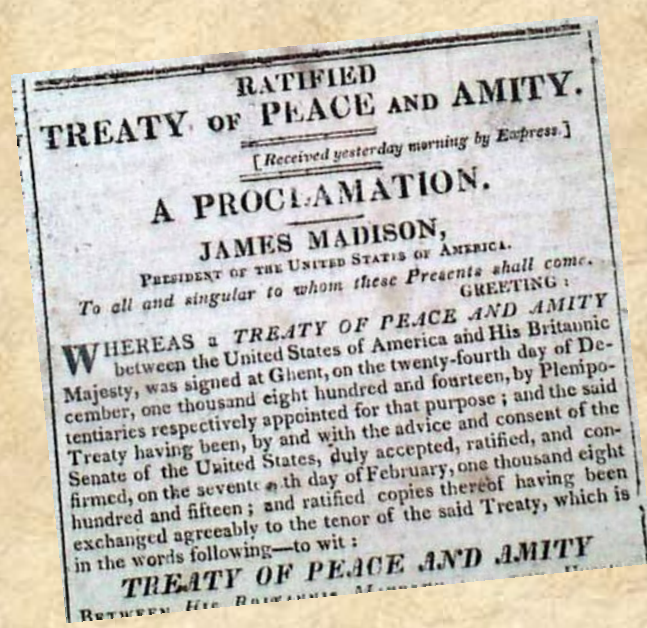 RATIFIED
TREATY OF PEACE AND AMITY.
[Received yesterday morning by Express.]
A PROCLAMATION.
JAMES MADISON,
PRESIDENT OF THE UNITED STATES OF AMERICA.
To all and singular to whom these Presents shall come.
GREETING:
WHEREAS a TREATY OF PEACE AND AMITY
between the United States of America and His Britannic
Majesty, was signed at Ghent, on the twenty-fourth day of De-
cember, one thousand eight hundred and fourteen, by Plenipo-
tentiaries respectively appointed for that purpose; and the said
Treaty having been, by and with the advice and consent of the
Senate of the United States, duly accepted, ratified, and con-
firmed, on the seventeenth day of February, one thousand eight
hundred and fifteen; and ratified copies thereof having been
exchanged agreeably to the tenor of the said Treaty, which is
in the words following—to wit:
TREATY OF PEACE AND AMITY
BETWEEN HIS BRITANNIC